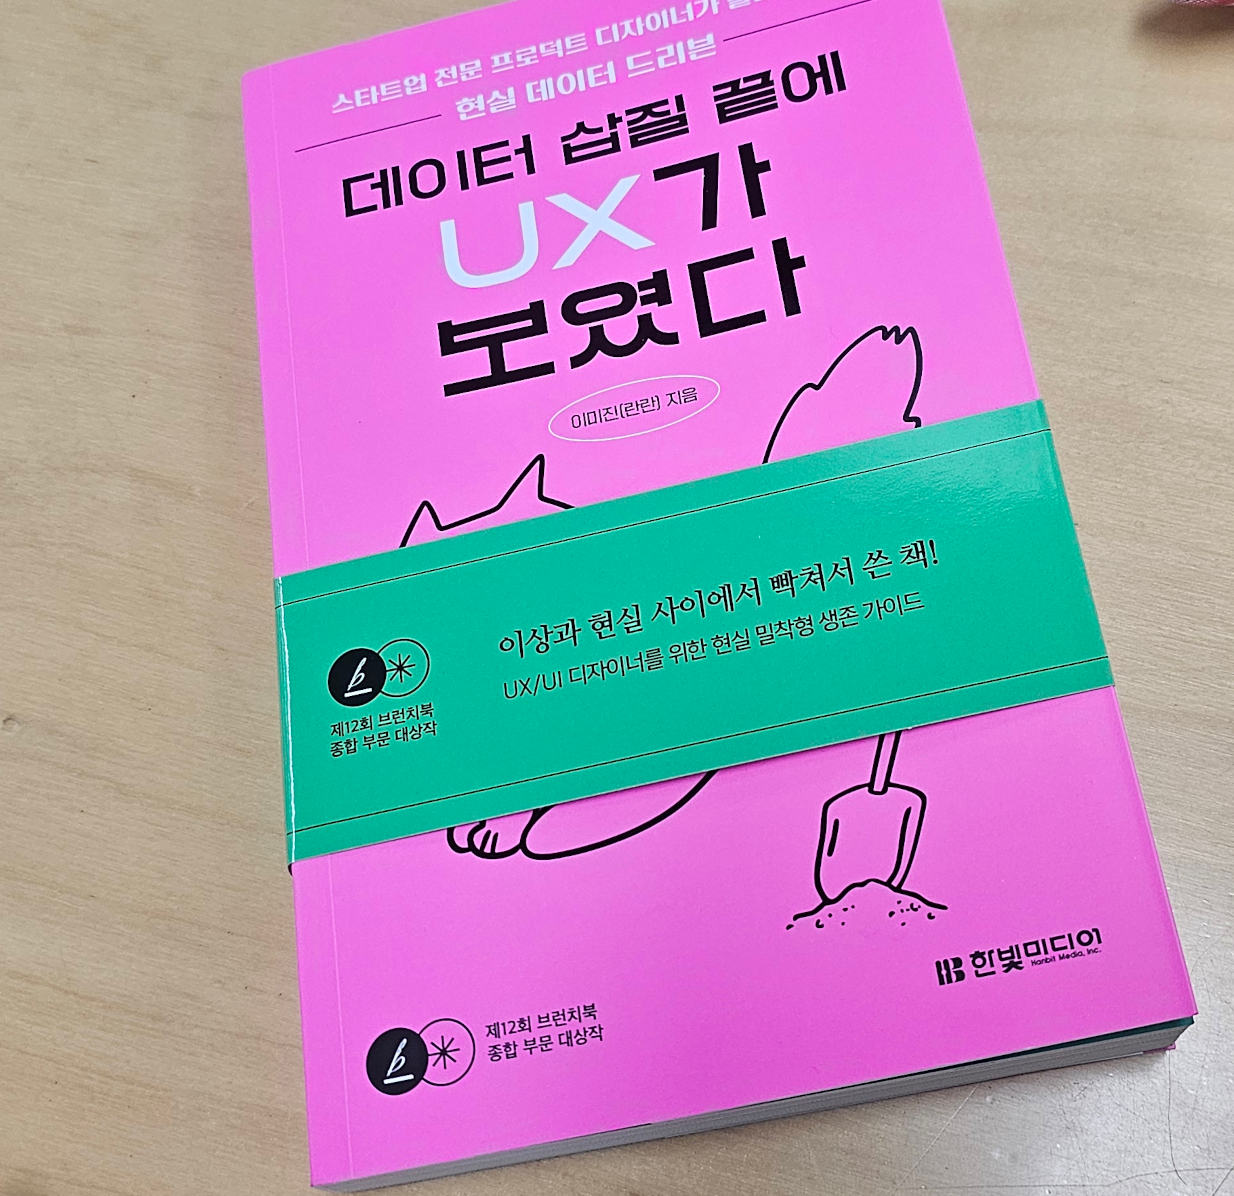 스타트업 전문 프로덕트 디자이너가
현실 데이터 드리븐
데이터 삽질 끝에
UX가
보였다
이미진(란란) 지음
이상과 현실 사이에서 빡쳐서 쓴 책!
UX/UI 디자이너를 위한 현실 밀착형 생존 가이드
b
제12회 브런치북
종합 부문 대상작
HB 한빛미디어
Hanbit Media, Inc.
b
제12회 브런치북
종합 부문 대상작